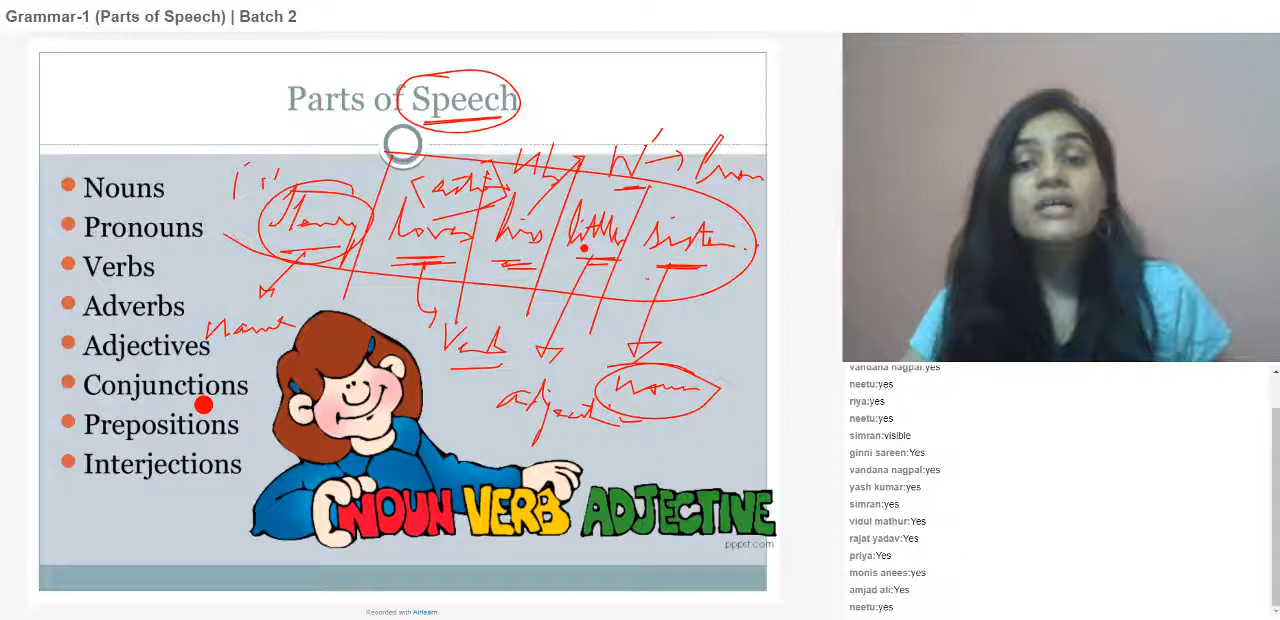 Grammar-1 (Parts of Speech) | Batch 2
Parts of Speech
Nouns
Pronouns
Verbs
Adverbs
Adjectives
Conjunctions
Prepositions
Interjections
Henry loves his little sister.
name
Verb
noun
NOUN VERB ADJECTIVE
pppst.com
Recorded with Airlearn
vandana nagpal:yes
neetu:yes
riya:yes
neetu:yes
simran:visible
ginni sareen:Yes
vandana nagpal:yes
yash kumar:yes
simran:yes
vidul mathur:Yes
rajat yadav:Yes
priya:Yes
monis anees:yes
amjad ali:Yes
neetu:yes